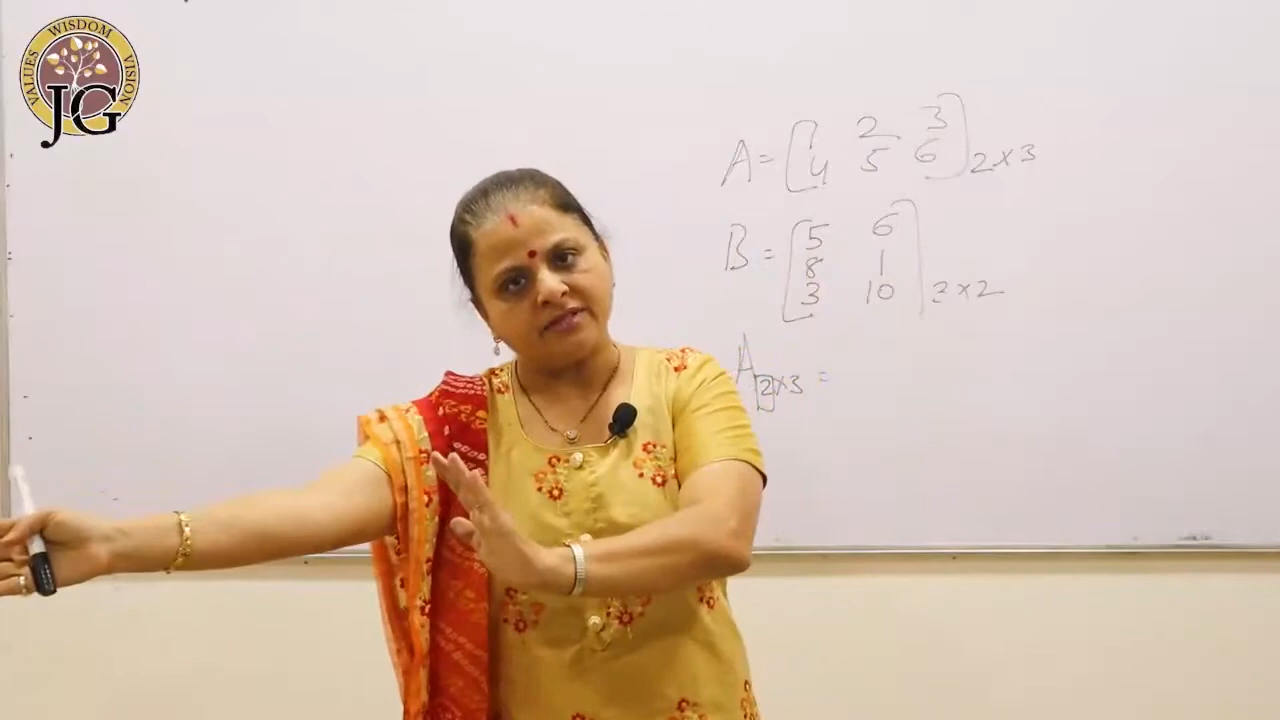 VALUES WISDOM VISION
JG
A = [1 2 3
4 5 6] 2×3
B = [5 6
8 1
3 10] 3×2
A 2×3 =